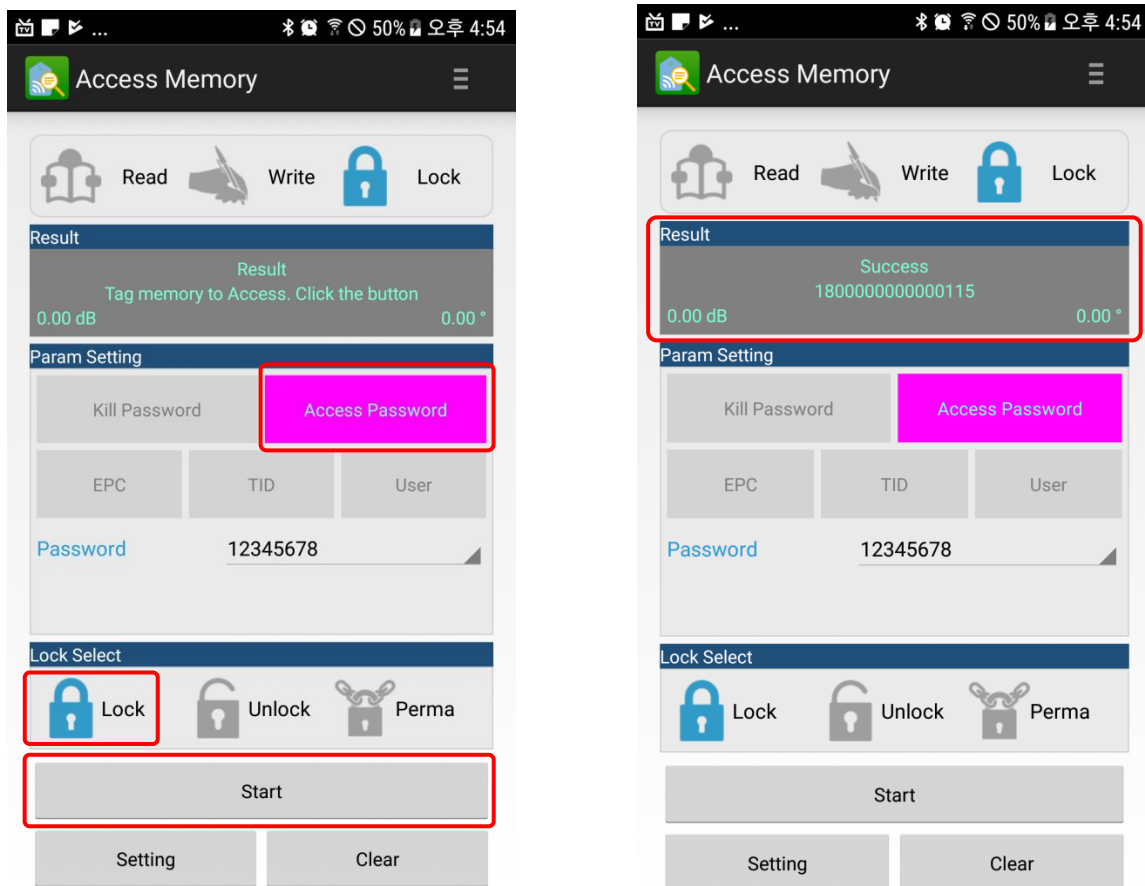 ... 50% 오후 4:54
Access Memory
Read Write Lock
Result
Result
Tag memory to Access. Click the button
0.00 dB 0.00 °
Param Setting
Kill Password Access Password
EPC TID User
Password 12345678
Lock Select
Lock Unlock Perma
Start
Setting Clear
... 50% 오후 4:54
Access Memory
Read Write Lock
Result
Success
1800000000000115
0.00 dB 0.00 °
Param Setting
Kill Password Access Password
EPC TID User
Password 12345678
Lock Select
Lock Unlock Perma
Start
Setting Clear